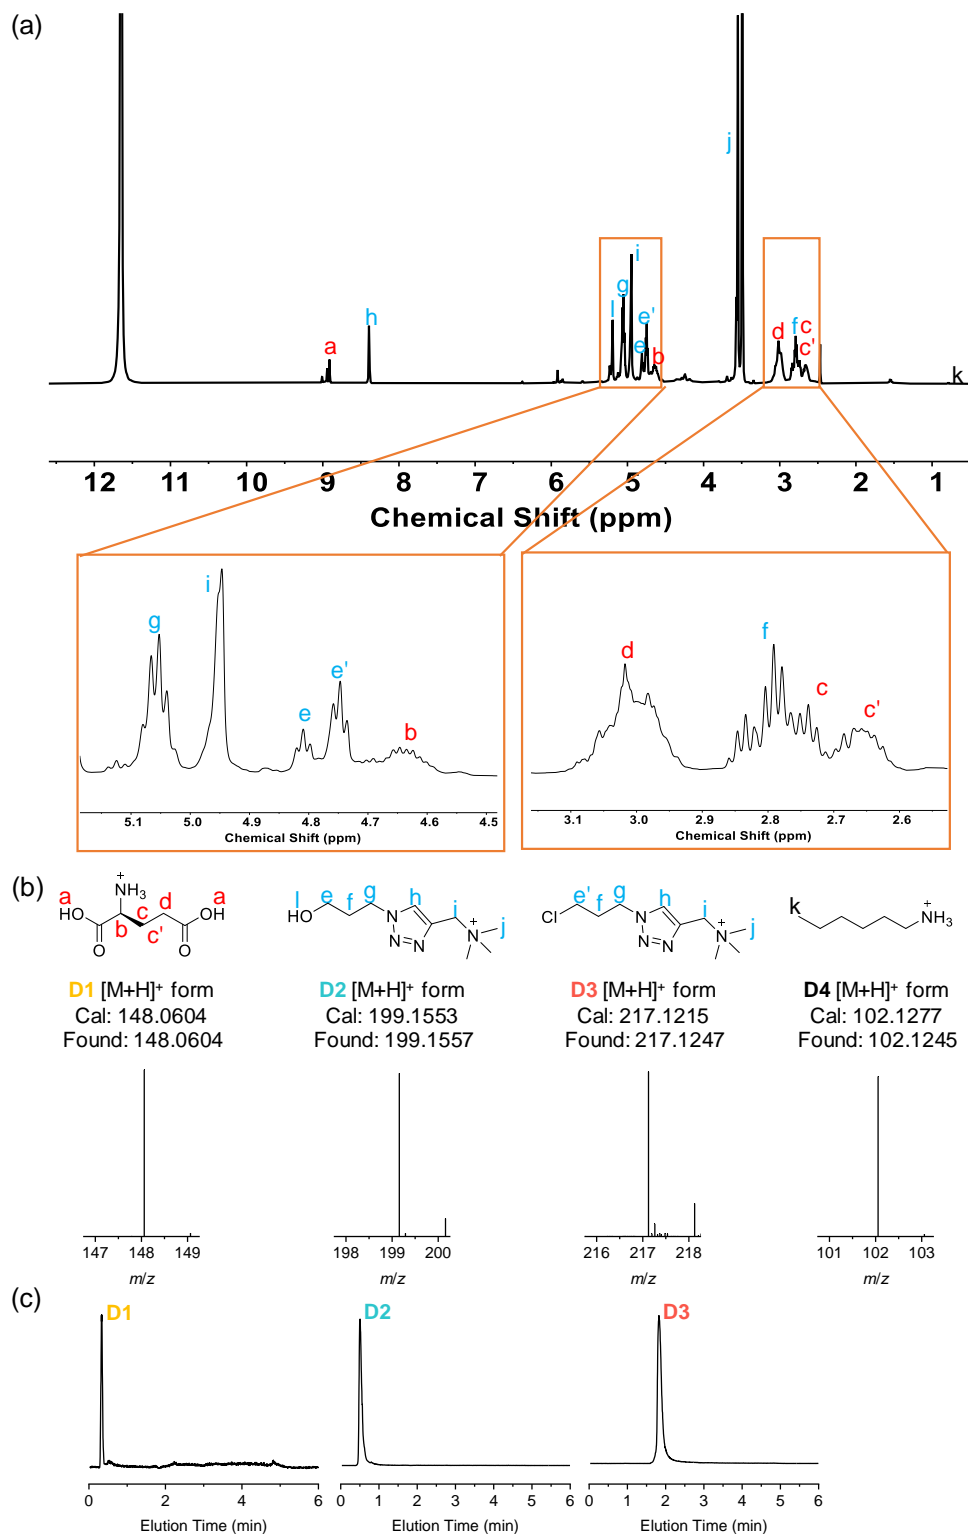 (a)
j
i
h
g
l
e'
e
b
a
d
f
c
c'
k
12 11 10 9 8 7 6 5 4 3 2 1
Chemical Shift (ppm)
g
i
e
e'
b
5.1 5.0 4.9 4.8 4.7 4.6 4.5
Chemical Shift (ppm)
d
f
c
c'
3.1 3.0 2.9 2.8 2.7 2.6
Chemical Shift (ppm)
(b)
+
NH3
a
HO
O
b
c
c'
d
O
OH
a
l
HO
e
f
g
h
N
N
N
i
+
N
j
e'
Cl
f
g
h
N
N
N
i
+
N
j
k
+
NH3
D1 [M+H]+ form
Cal: 148.0604
Found: 148.0604
D2 [M+H]+ form
Cal: 199.1553
Found: 199.1557
D3 [M+H]+ form
Cal: 217.1215
Found: 217.1247
D4 [M+H]+ form
Cal: 102.1277
Found: 102.1245
147 148 149
m/z
198 199 200
m/z
216 217 218
m/z
101 102 103
m/z
(c)
D1
0 2 4 6
Elution Time (min)
D2
0 1 2 3 4 5 6
Elution Time (min)
D3
0 1 2 3 4 5 6
Elution Time (min)